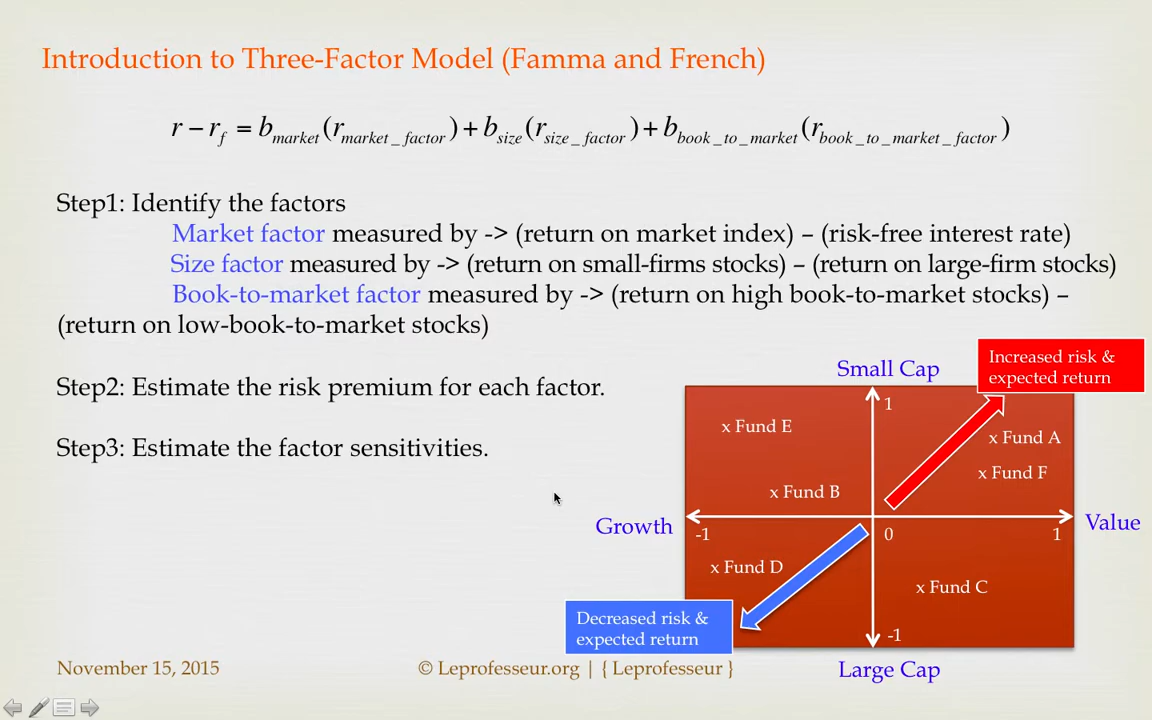 Introduction to Three-Factor Model (Famma and French)
r − r_f = b_market (r_market_factor) + b_size (r_size_factor) + b_book_to_market (r_book_to_market_factor)
Step1: Identify the factors
Market factor measured by -> (return on market index) – (risk-free interest rate)
Size factor measured by -> (return on small-firms stocks) – (return on large-firm stocks)
Book-to-market factor measured by -> (return on high book-to-market stocks) –
(return on low-book-to-market stocks)
Step2: Estimate the risk premium for each factor.
Step3: Estimate the factor sensitivities.
Small Cap
Increased risk &
expected return
1
x Fund E
x Fund A
x Fund F
x Fund B
Growth
Value
-1
0
1
x Fund D
x Fund C
Decreased risk &
expected return
-1
Large Cap
November 15, 2015
© Leprofesseur.org | { Leprofesseur }